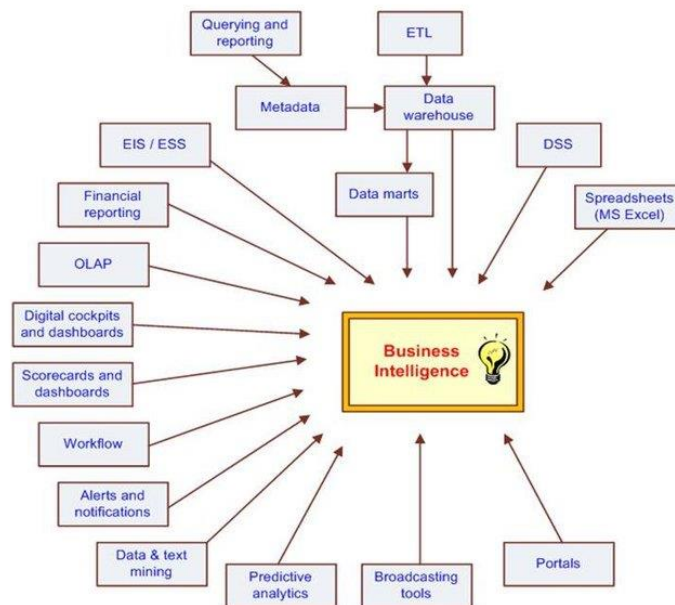 Querying and
reporting
ETL
Metadata
Data
warehouse
EIS / ESS
DSS
Financial
reporting
Data marts
Spreadsheets
(MS Excel)
OLAP
Digital cockpits
and dashboards
Business
Intelligence
Scorecards and
dashboards
Workflow
Alerts and
notifications
Data & text
mining
Predictive
analytics
Broadcasting
tools
Portals